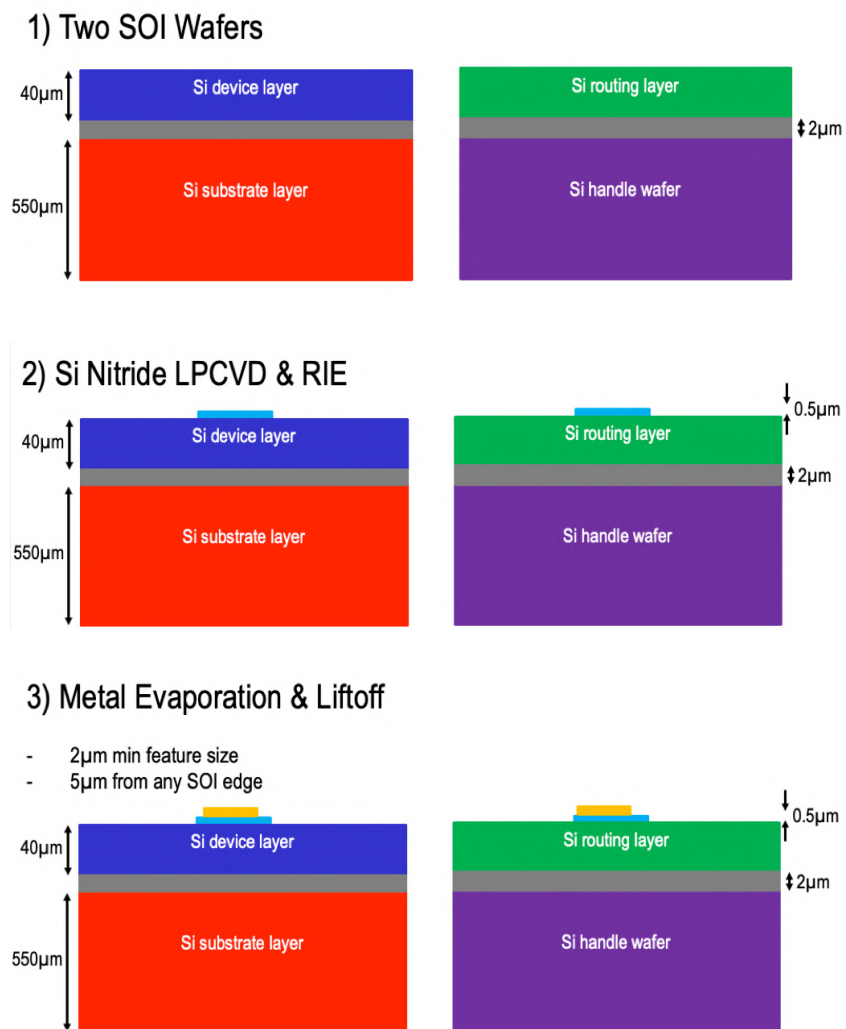 1) Two SOI Wafers
40µm
Si device layer
Si routing layer
2µm
550µm
Si substrate layer
Si handle wafer
2) Si Nitride LPCVD & RIE
0.5µm
40µm
Si device layer
Si routing layer
2µm
550µm
Si substrate layer
Si handle wafer
3) Metal Evaporation & Liftoff
- 2µm min feature size
- 5µm from any SOI edge
0.5µm
40µm
Si device layer
Si routing layer
2µm
550µm
Si substrate layer
Si handle wafer